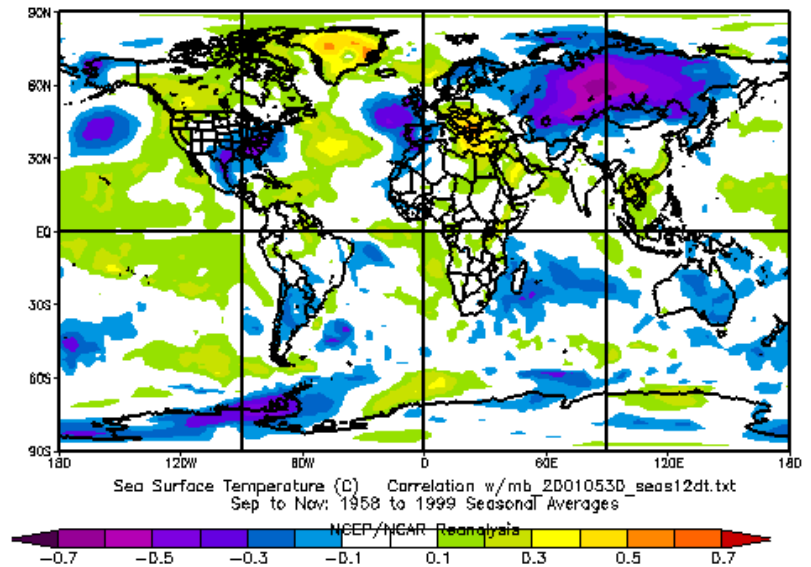 90N
60N
30N
EQ
30S
60S
90S
180 120W 60W 0 60E 120E 180
Sea Surface Temperature (C) Correlation w/mb_20010530_seas12dt.txt
Sep to Nov: 1958 to 1999 Seasonal Averages
NCEP/NCAR Reanalysis
-0.7 -0.5 -0.3 -0.1 0.1 0.3 0.5 0.7